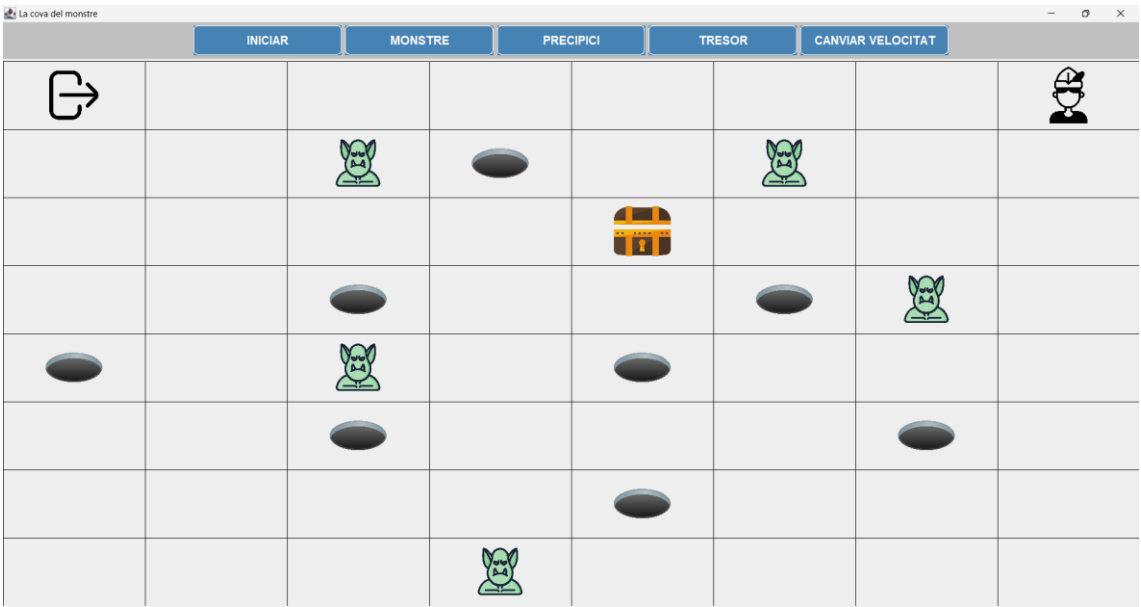 La cova del monstre
INICIAR MONSTRE PRECIPICI TRESOR CANVIAR VELOCITAT